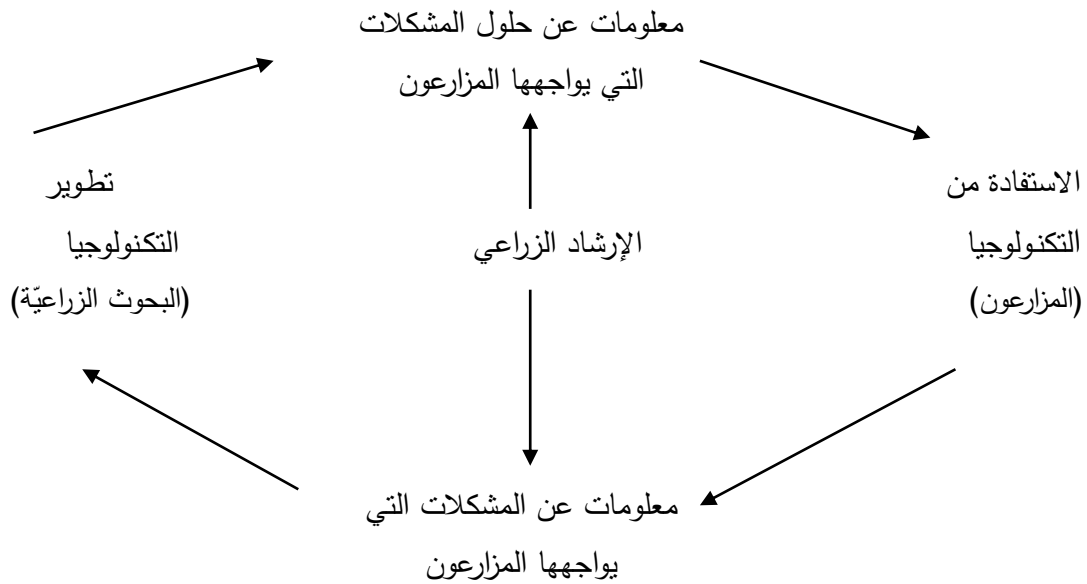 معلومات عن حلول المشكلات
التي يواجهها المزارعون
الاستفادة من
التكنولوجيا
(المزارعون)
الإرشاد الزراعي
تطوير
التكنولوجيا
(البحوث الزراعيّة)
معلومات عن المشكلات التي
يواجهها المزارعون